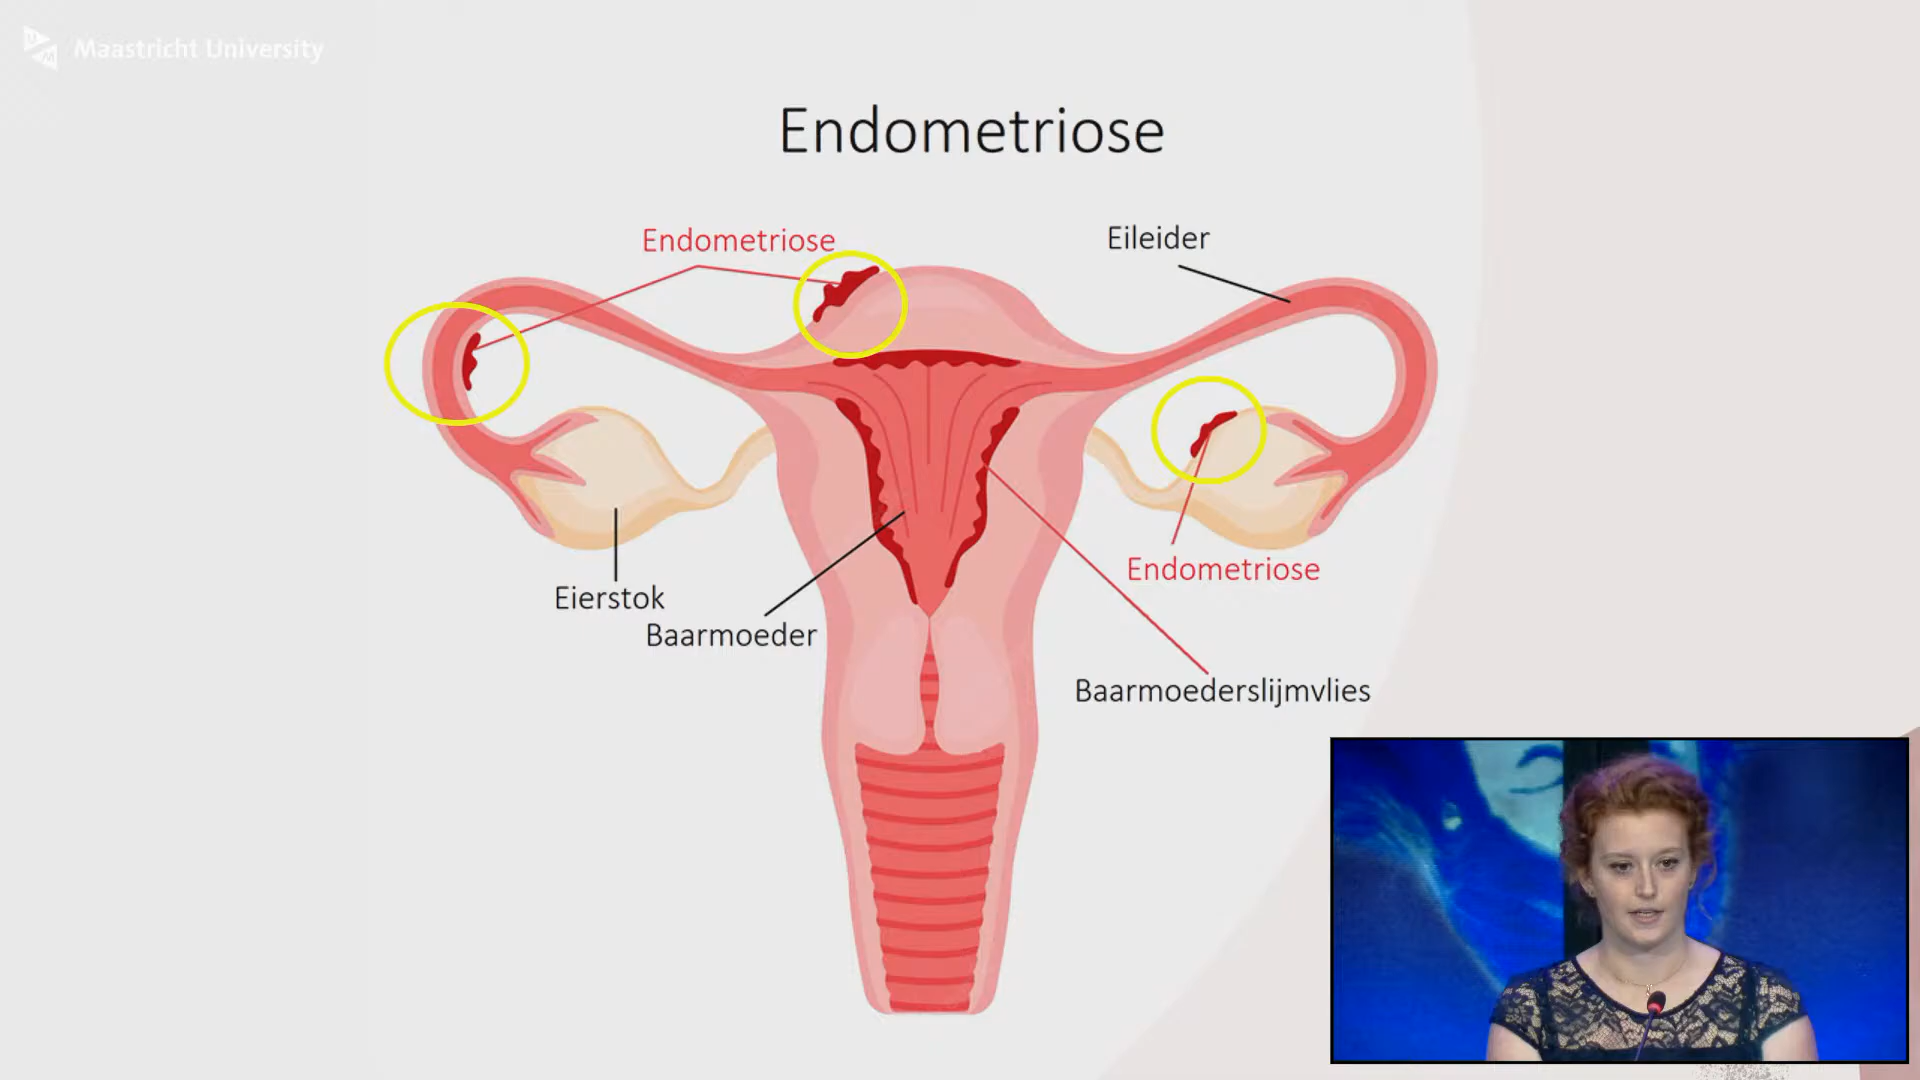 Maastricht University
Endometriose
Endometriose
Eileider
Endometriose
Eierstok
Baarmoeder
Baarmoederslijmvlies